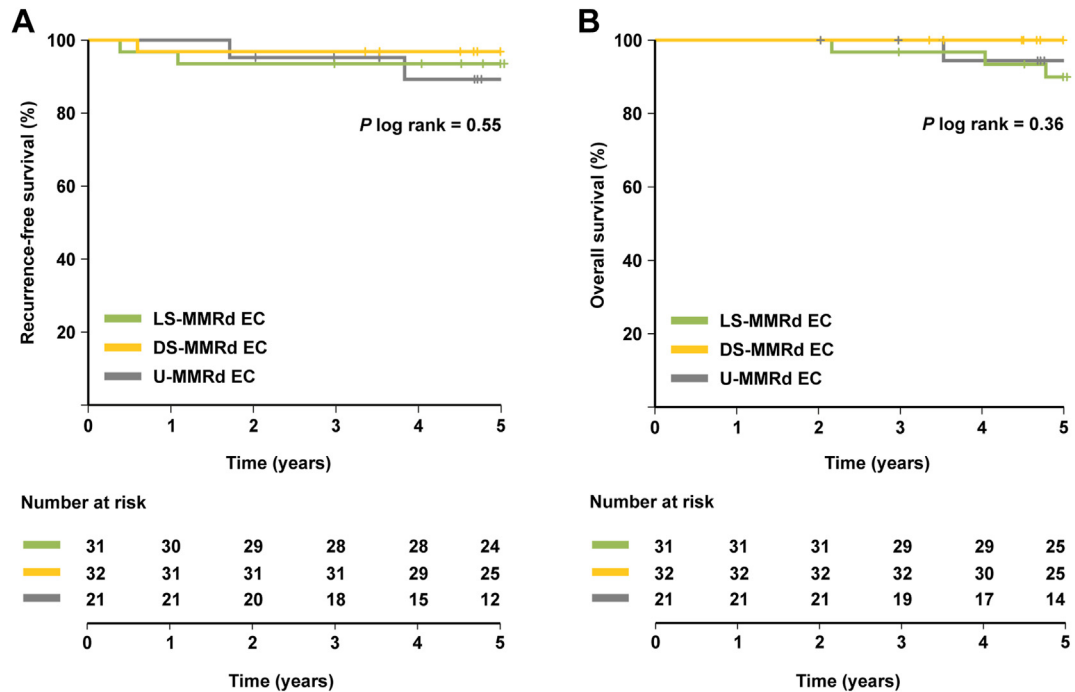 A
100
80
60
40
20
Recurrence-free survival (%)
P log rank = 0.55
LS-MMRd EC
DS-MMRd EC
U-MMRd EC
0 1 2 3 4 5
Time (years)
Number at risk
31 30 29 28 28 24
32 31 31 31 29 25
21 21 20 18 15 12
0 1 2 3 4 5
Time (years)
B
100
80
60
40
20
Overall survival (%)
P log rank = 0.36
LS-MMRd EC
DS-MMRd EC
U-MMRd EC
0 1 2 3 4 5
Time (years)
Number at risk
31 31 31 29 29 25
32 32 32 32 30 25
21 21 21 19 17 14
0 1 2 3 4 5
Time (years)